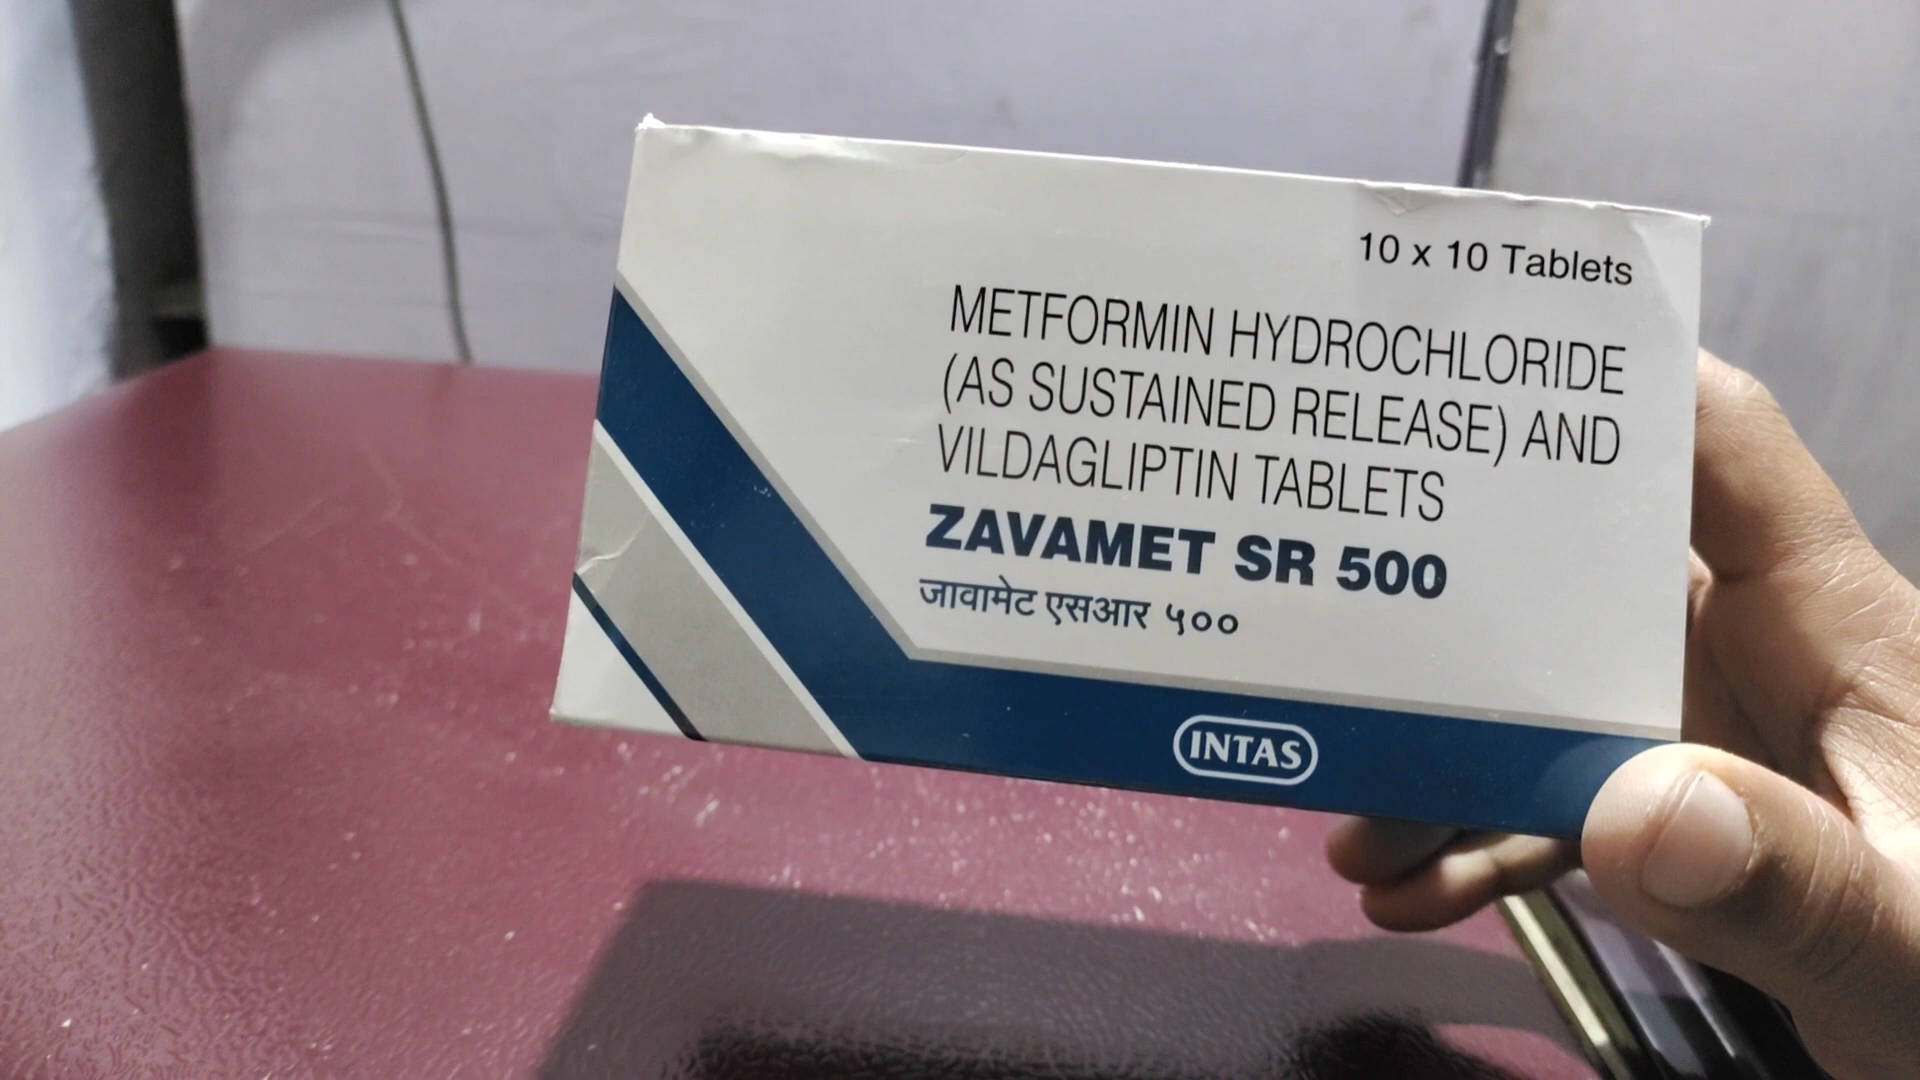 10 x 10 Tablets
METFORMIN HYDROCHLORIDE
(AS SUSTAINED RELEASE) AND
VILDAGLIPTIN TABLETS
ZAVAMET SR 500
जावामेट एसआर ५००
INTAS